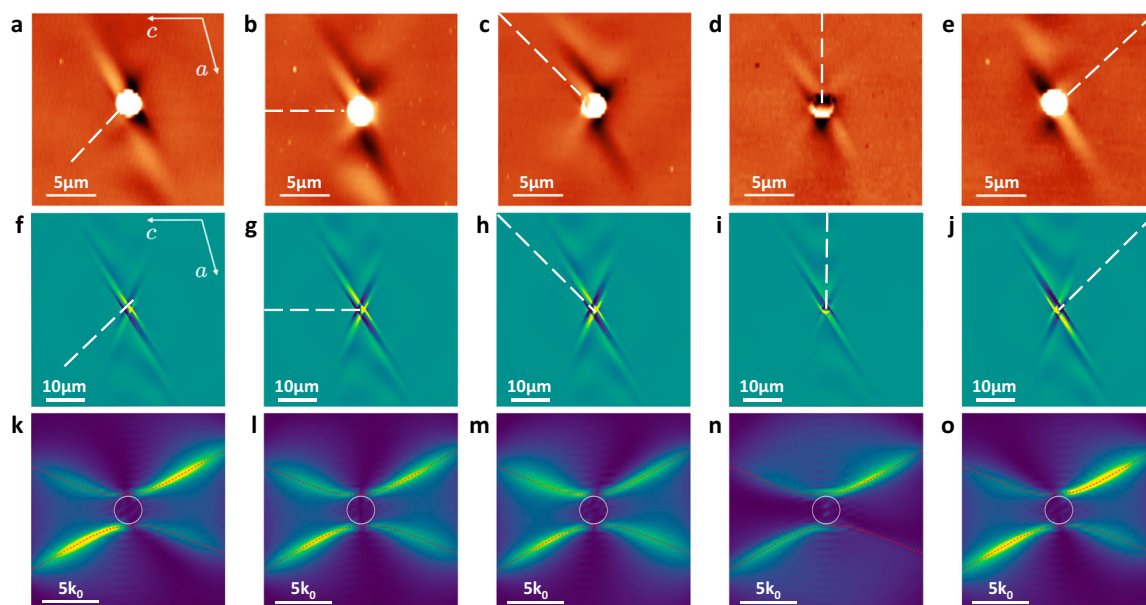 a b c d e
c
a
5µm 5µm 5µm 5µm 5µm
f g h i j
c
a
10µm 10µm 10µm 10µm 10µm
k l m n o
5k₀ 5k₀ 5k₀ 5k₀ 5k₀